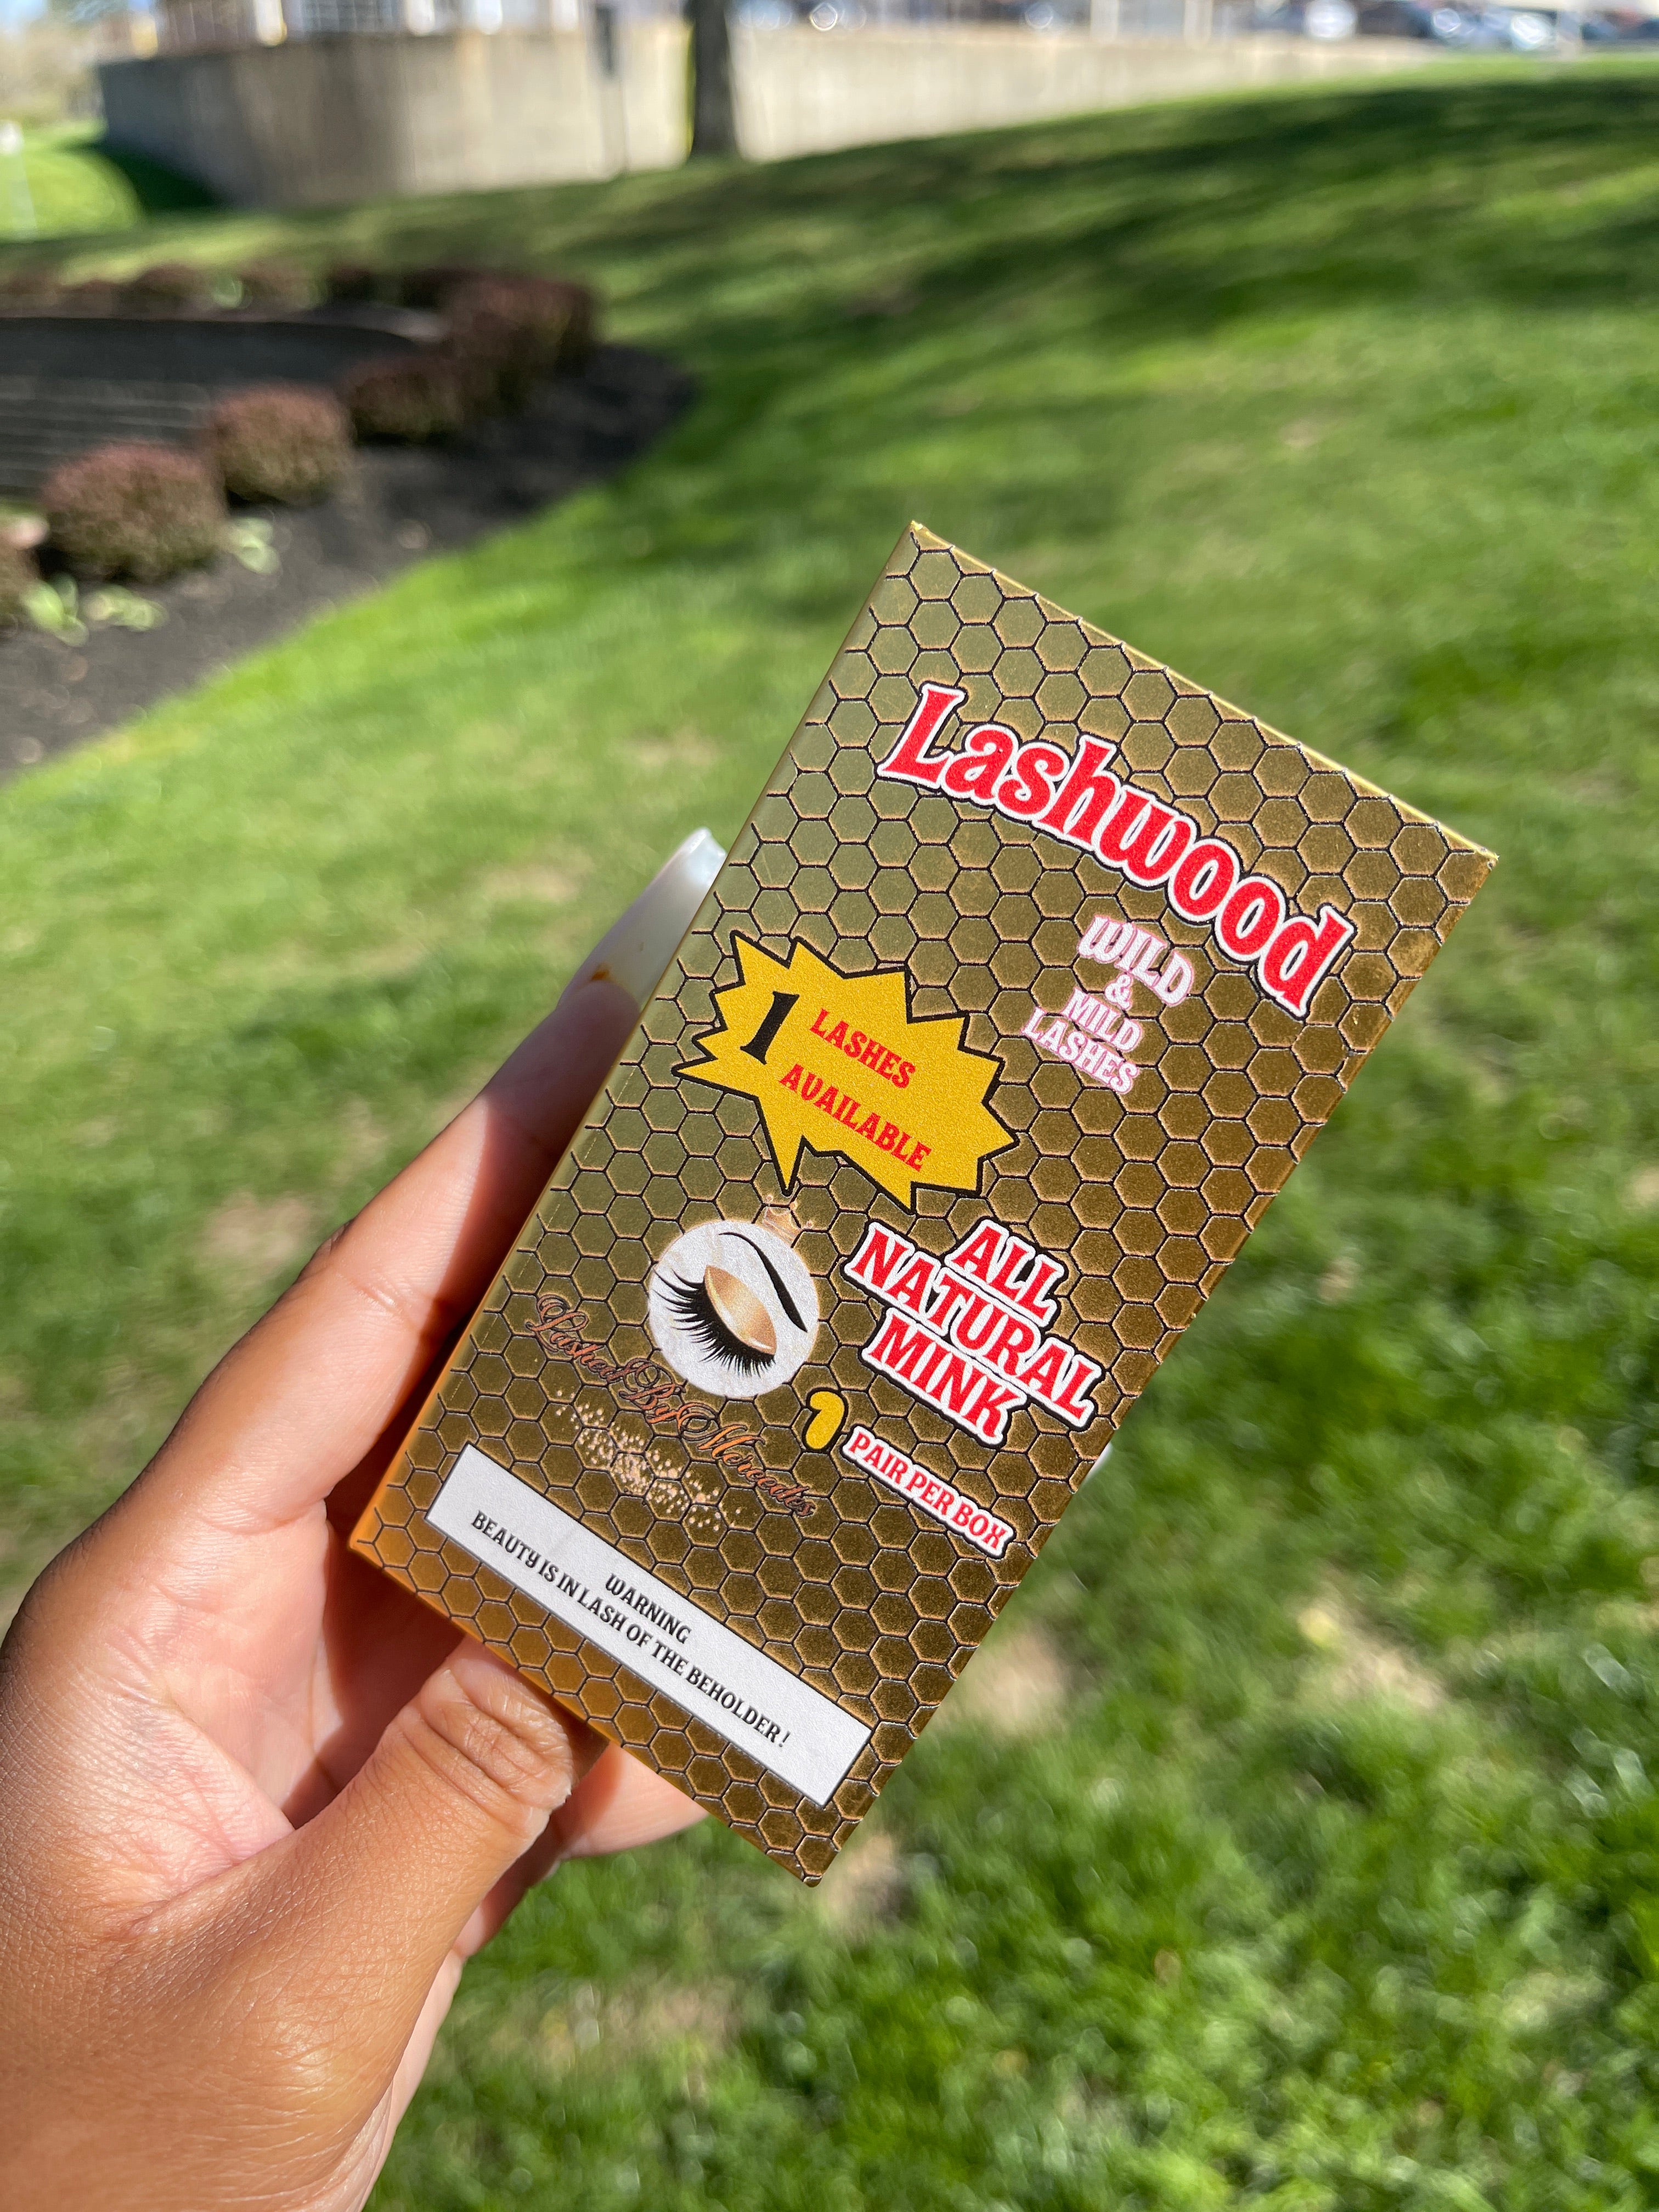 Lashwood
WILD
&
MILD
LASHES
1 LASHES
AVAILABLE
ALL
NATURAL
MINK
1 PAIR PER BOX
Lashed By Mercedes
WARNING
BEAUTY IS IN LASH OF THE BEHOLDER!